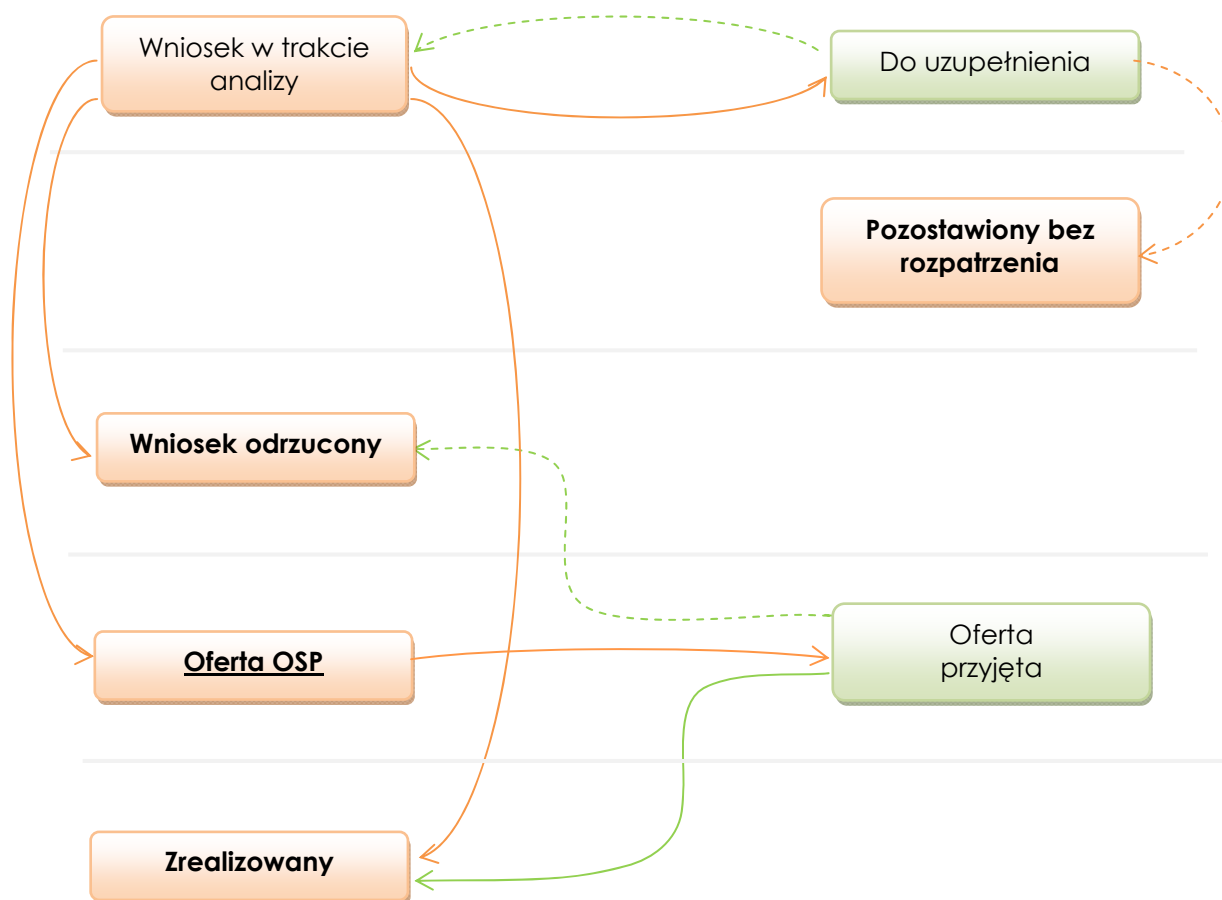 Wniosek w trakcie
analizy
Do uzupełnienia
Pozostawiony bez
rozpatrzenia
Wniosek odrzucony
Oferta OSP
Oferta
przyjęta
Zrealizowany